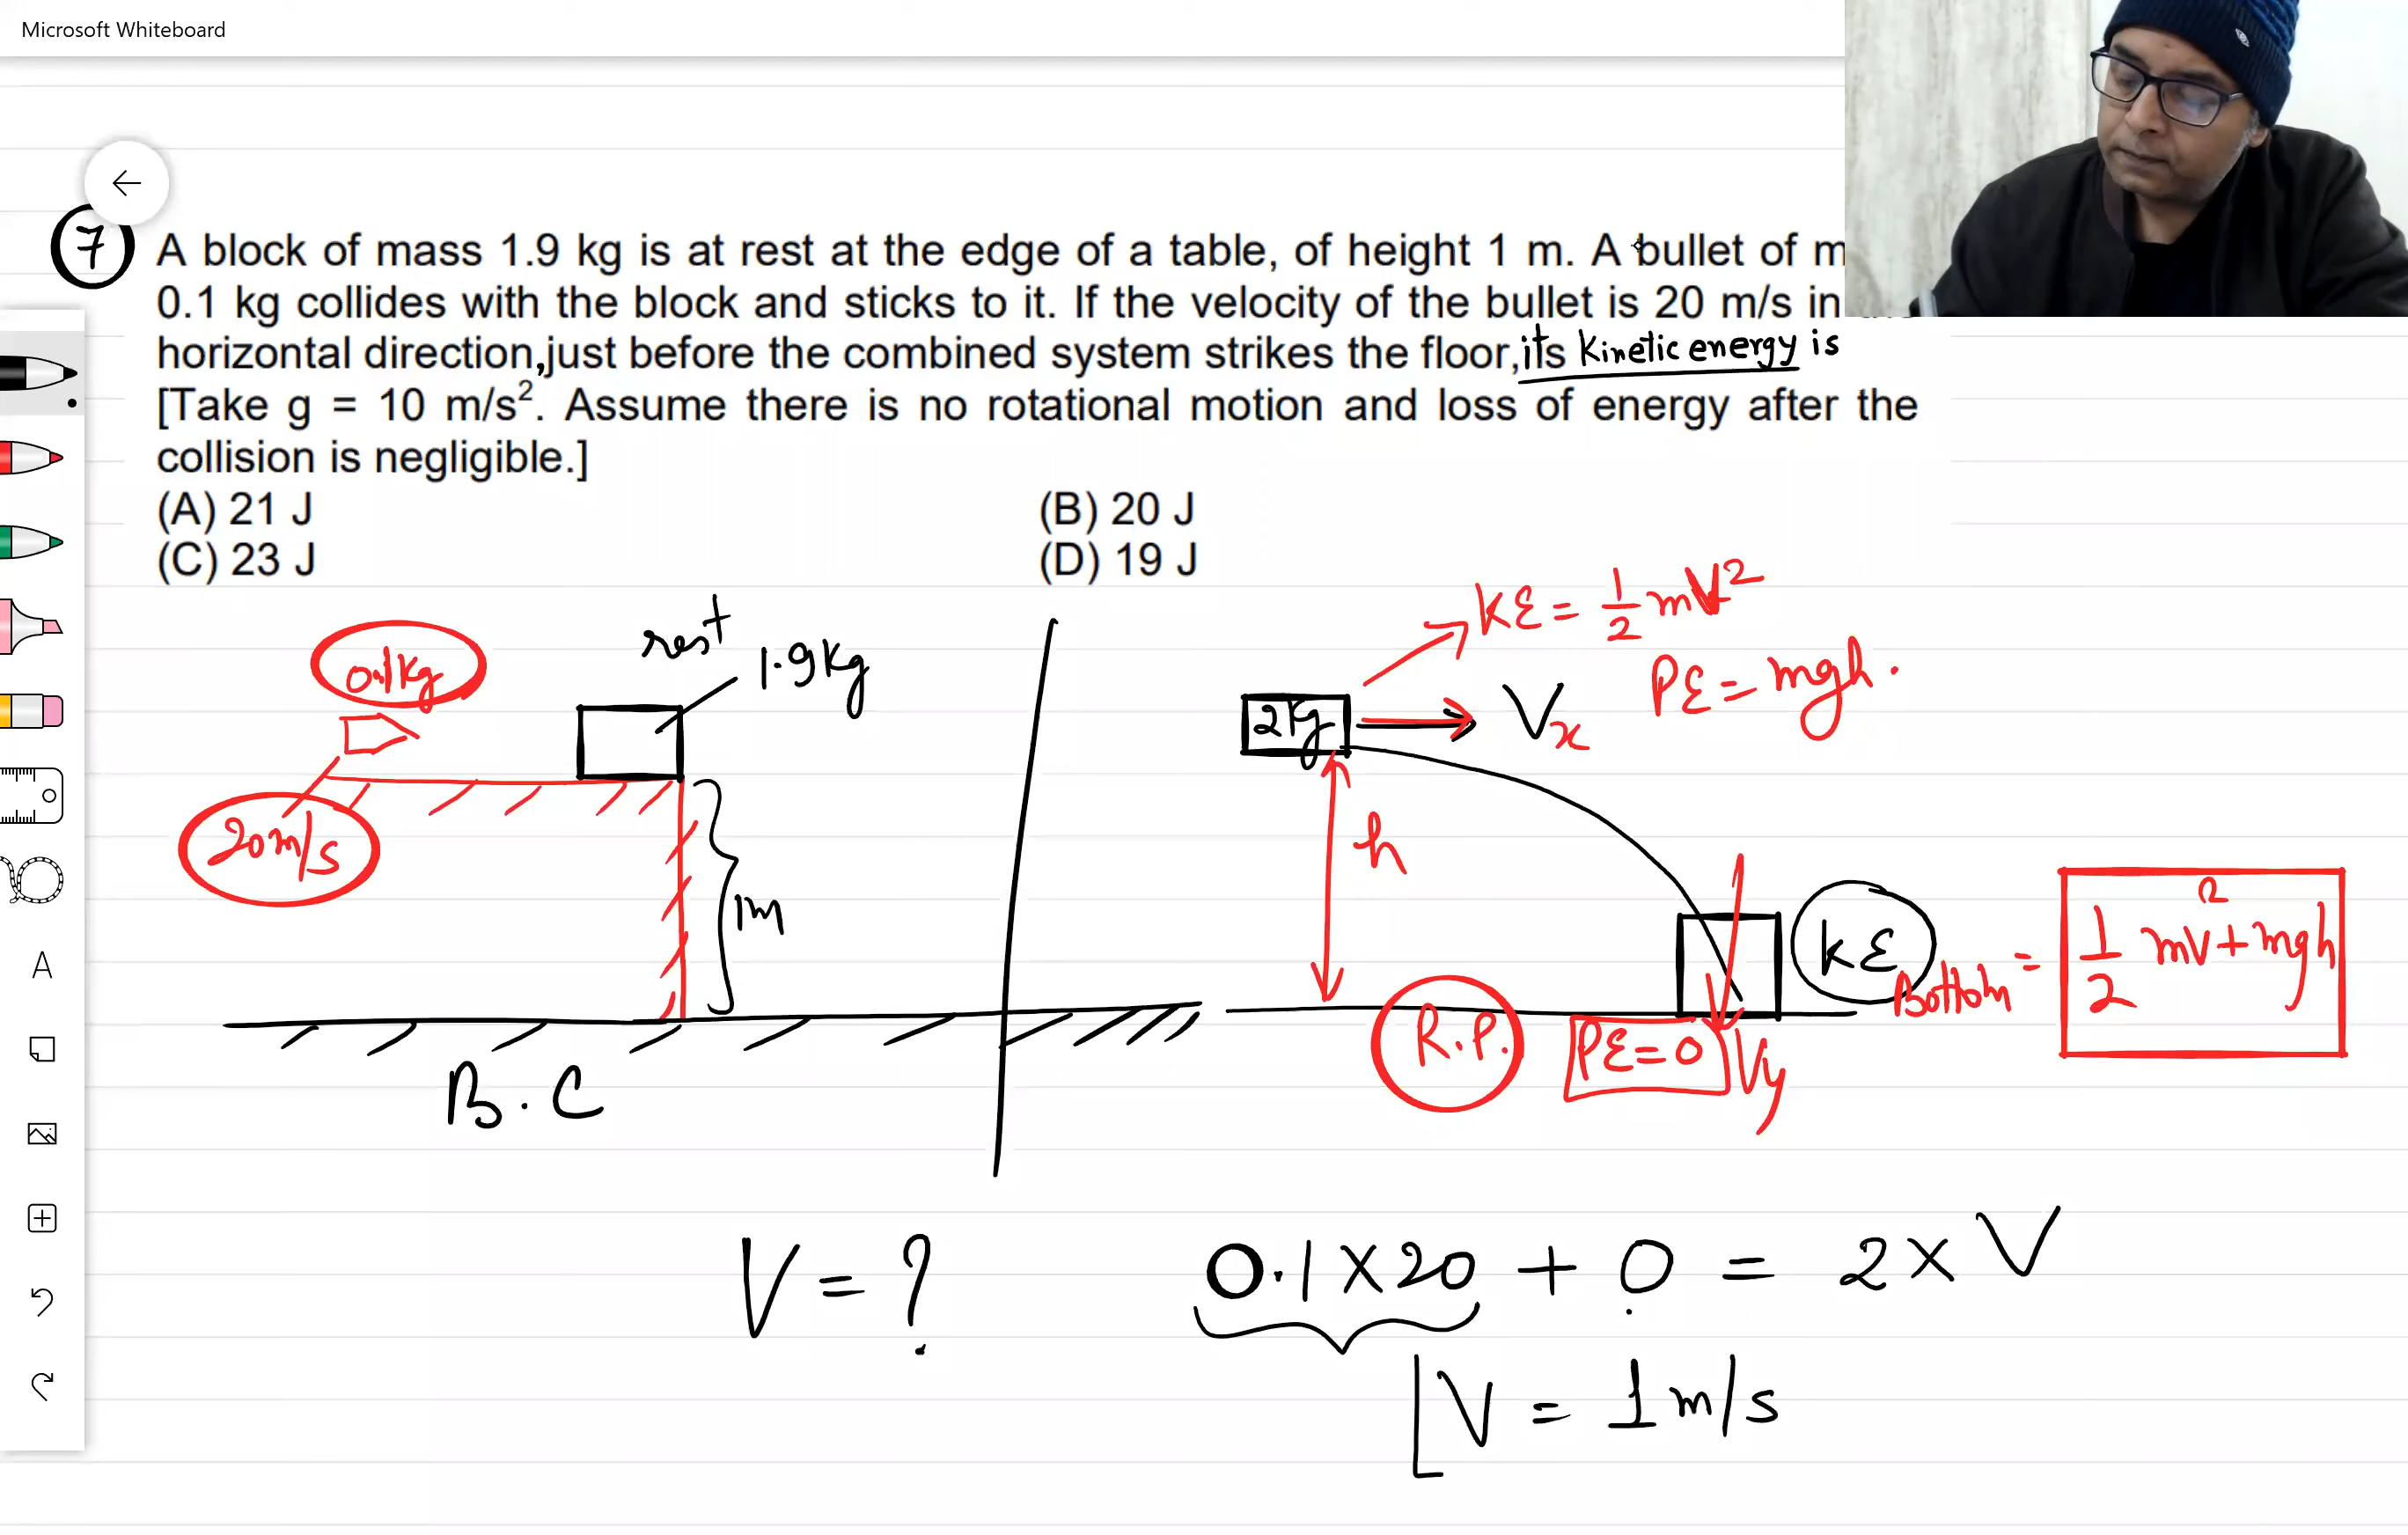 Microsoft Whiteboard
7 A block of mass 1.9 kg is at rest at the edge of a table, of height 1 m. A bullet of m
0.1 kg collides with the block and sticks to it. If the velocity of the bullet is 20 m/s in
horizontal direction, just before the combined system strikes the floor, its kinetic energy is
[Take g = 10 m/s². Assume there is no rotational motion and loss of energy after the
collision is negligible.]
(A) 21 J (B) 20 J
(C) 23 J (D) 19 J
KE = 1/2 mV²
PE = mgh.
rest
0.1kg
1.9kg
2kg
Vx
20m/s
h
1m
KE Bottom = 1/2 mV² + mgh
R.P.
PE = 0
Vy
B.C
A
V = ?
0.1 × 20 + 0 = 2 × V
V = 1 m/s